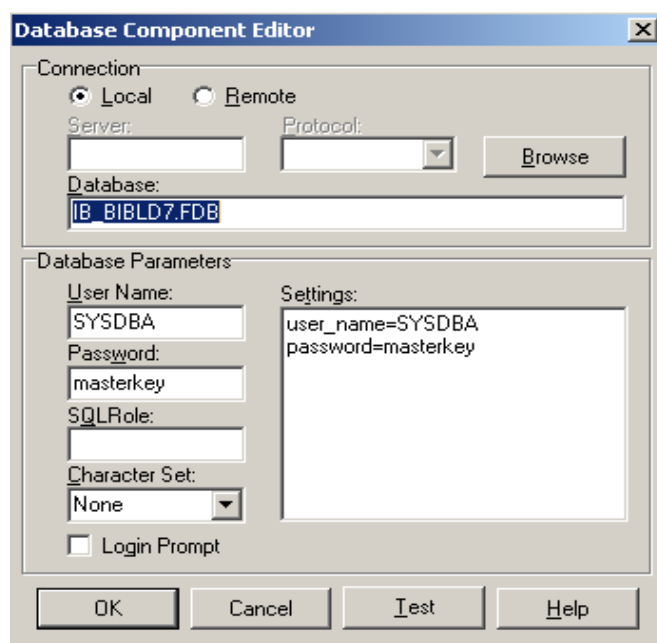 Database Component Editor
Connection
Local Remote
Server: Protocol:
Browse
Database:
IB_BIBLD7.FDB
Database Parameters
User Name: Settings:
SYSDBA user_name=SYSDBA
Password: password=masterkey
masterkey
SQLRole:
Character Set:
None
Login Prompt
OK Cancel Test Help